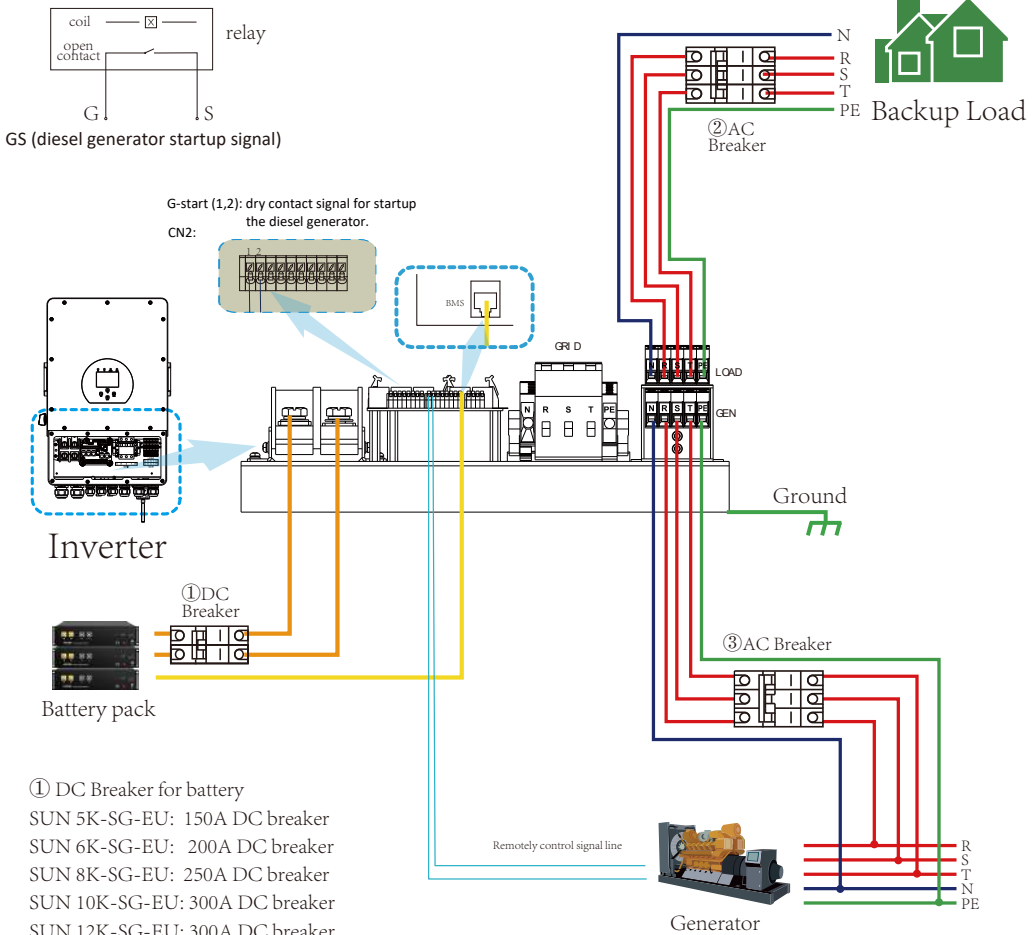 coil
relay
open
contact
G
S
GS (diesel generator startup signal)
N
R
S
T
PE
Backup Load
②AC
Breaker
G-start (1,2): dry contact signal for startup
the diesel generator.
CN2:
1 2
BMS
GRID
N R S T PE
N R S T PE
LOAD
N R S T PE
GEN
Ground
Inverter
①DC
Breaker
③AC Breaker
Battery pack
① DC Breaker for battery
SUN 5K-SG-EU: 150A DC breaker
SUN 6K-SG-EU: 200A DC breaker
SUN 8K-SG-EU: 250A DC breaker
SUN 10K-SG-EU: 300A DC breaker
SUN 12K-SG-EU: 300A DC breaker
Remotely control signal line
R
S
T
N
PE
Generator